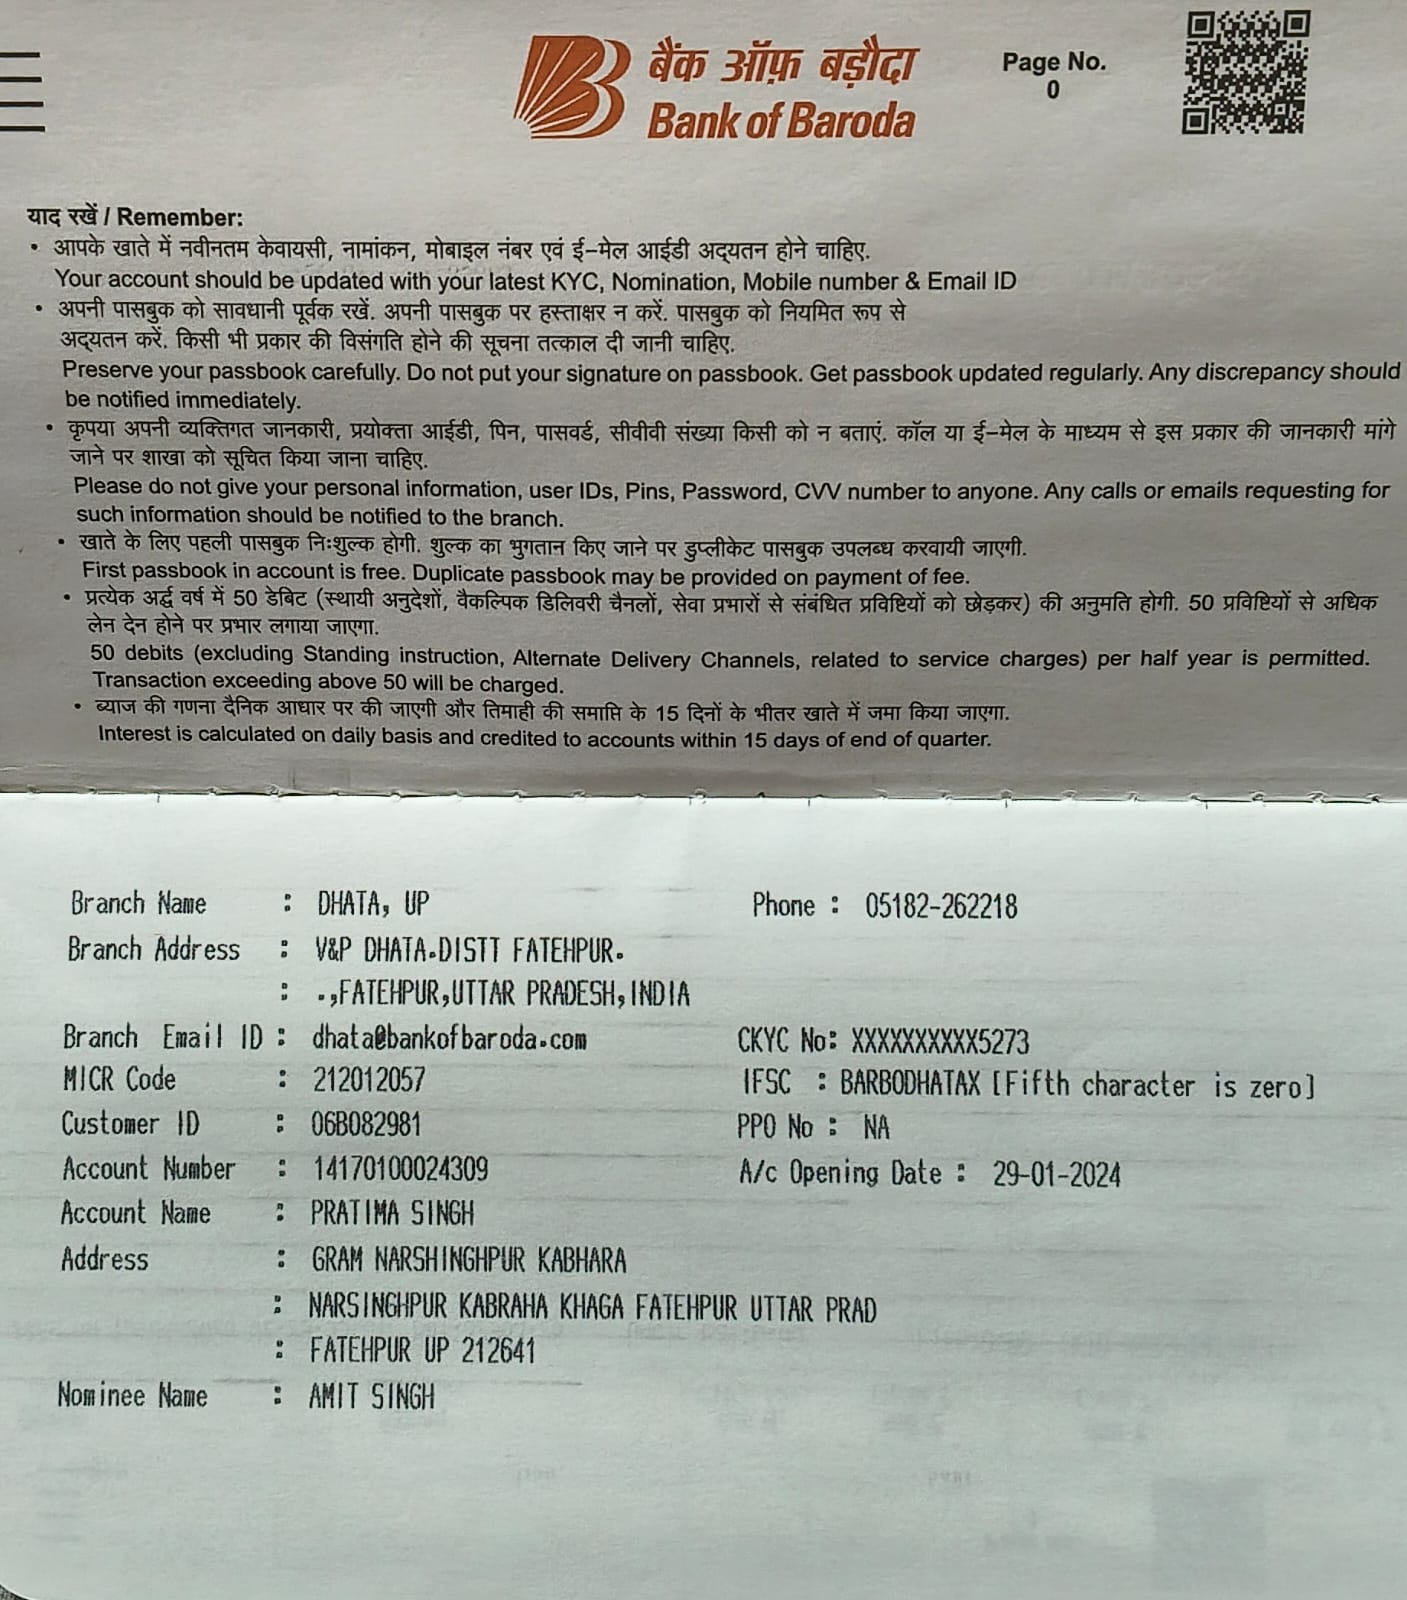 बैंक ऑफ़ बड़ौदा
Bank of Baroda
Page No.
0
याद रखें / Remember:
• आपके खाते में नवीनतम केवायसी, नामांकन, मोबाइल नंबर एवं ई–मेल आईडी अद्यतन होने चाहिए.
Your account should be updated with your latest KYC, Nomination, Mobile number & Email ID
• अपनी पासबुक को सावधानी पूर्वक रखें. अपनी पासबुक पर हस्ताक्षर न करें. पासबुक को नियमित रूप से
अद्यतन करें. किसी भी प्रकार की विसंगति होने की सूचना तत्काल दी जानी चाहिए.
Preserve your passbook carefully. Do not put your signature on passbook. Get passbook updated regularly. Any discrepancy should
be notified immediately.
• कृपया अपनी व्यक्तिगत जानकारी, प्रयोक्ता आईडी, पिन, पासवर्ड, सीवीवी संख्या किसी को न बताएं. कॉल या ई–मेल के माध्यम से इस प्रकार की जानकारी मांगे
जाने पर शाखा को सूचित किया जाना चाहिए.
Please do not give your personal information, user IDs, Pins, Password, CVV number to anyone. Any calls or emails requesting for
such information should be notified to the branch.
• खाते के लिए पहली पासबुक निःशुल्क होगी. शुल्क का भुगतान किए जाने पर डुप्लीकेट पासबुक उपलब्ध करवायी जाएगी.
First passbook in account is free. Duplicate passbook may be provided on payment of fee.
• प्रत्येक अर्द्ध वर्ष में 50 डेबिट (स्थायी अनुदेशों, वैकल्पिक डिलिवरी चैनलों, सेवा प्रभारों से संबंधित प्रविष्टियों को छोड़कर) की अनुमति होगी. 50 प्रविष्टियों से अधिक
लेन देन होने पर प्रभार लगाया जाएगा.
50 debits (excluding Standing instruction, Alternate Delivery Channels, related to service charges) per half year is permitted.
Transaction exceeding above 50 will be charged.
• ब्याज की गणना दैनिक आधार पर की जाएगी और तिमाही की समाप्ति के 15 दिनों के भीतर खाते में जमा किया जाएगा.
Interest is calculated on daily basis and credited to accounts within 15 days of end of quarter.
Branch Name : DHATA, UP Phone : 05182-262218
Branch Address : V&P DHATA.DISTT FATEHPUR.
: .,FATEHPUR,UTTAR PRADESH,INDIA
Branch Email ID : dhata@bankofbaroda.com CKYC No: XXXXXXXXXX5273
MICR Code : 212012057 IFSC : BARB0DHATAX [Fifth character is zero]
Customer ID : 06B082981 PPO No : NA
Account Number : 14170100024309 A/c Opening Date : 29-01-2024
Account Name : PRATIMA SINGH
Address : GRAM NARSHINGHPUR KABHARA
: NARSINGHPUR KABRAHA KHAGA FATEHPUR UTTAR PRAD
: FATEHPUR UP 212641
Nominee Name : AMIT SINGH